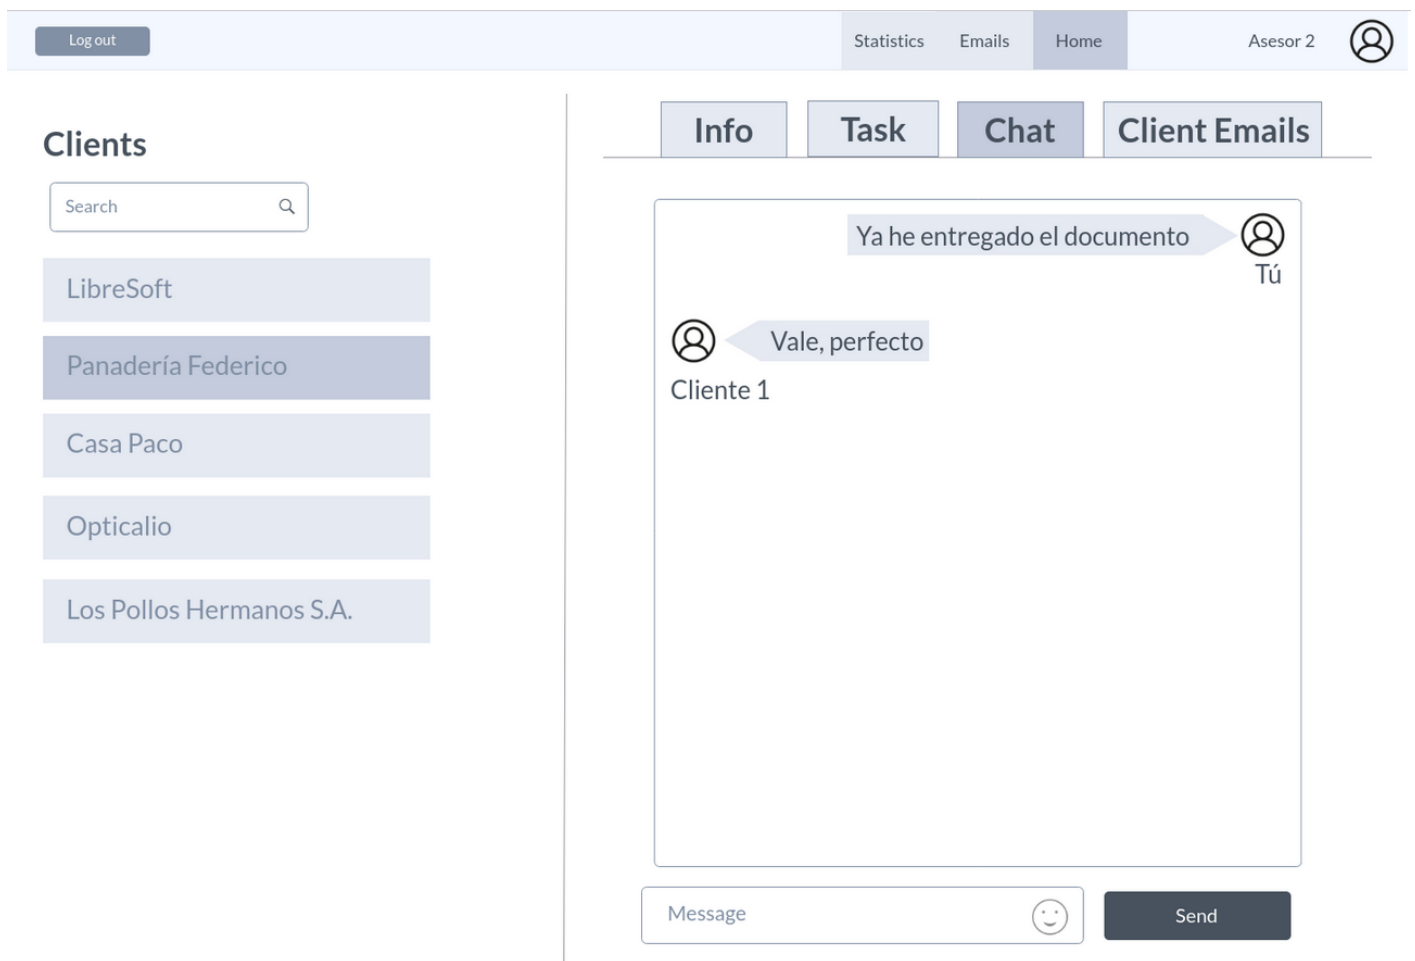 Log out
Statistics
Emails
Home
Asesor 2
Clients
Search
LibreSoft
Panadería Federico
Casa Paco
Opticalio
Los Pollos Hermanos S.A.
Info
Task
Chat
Client Emails
Ya he entregado el documento
Tú
Vale, perfecto
Cliente 1
Message
Send